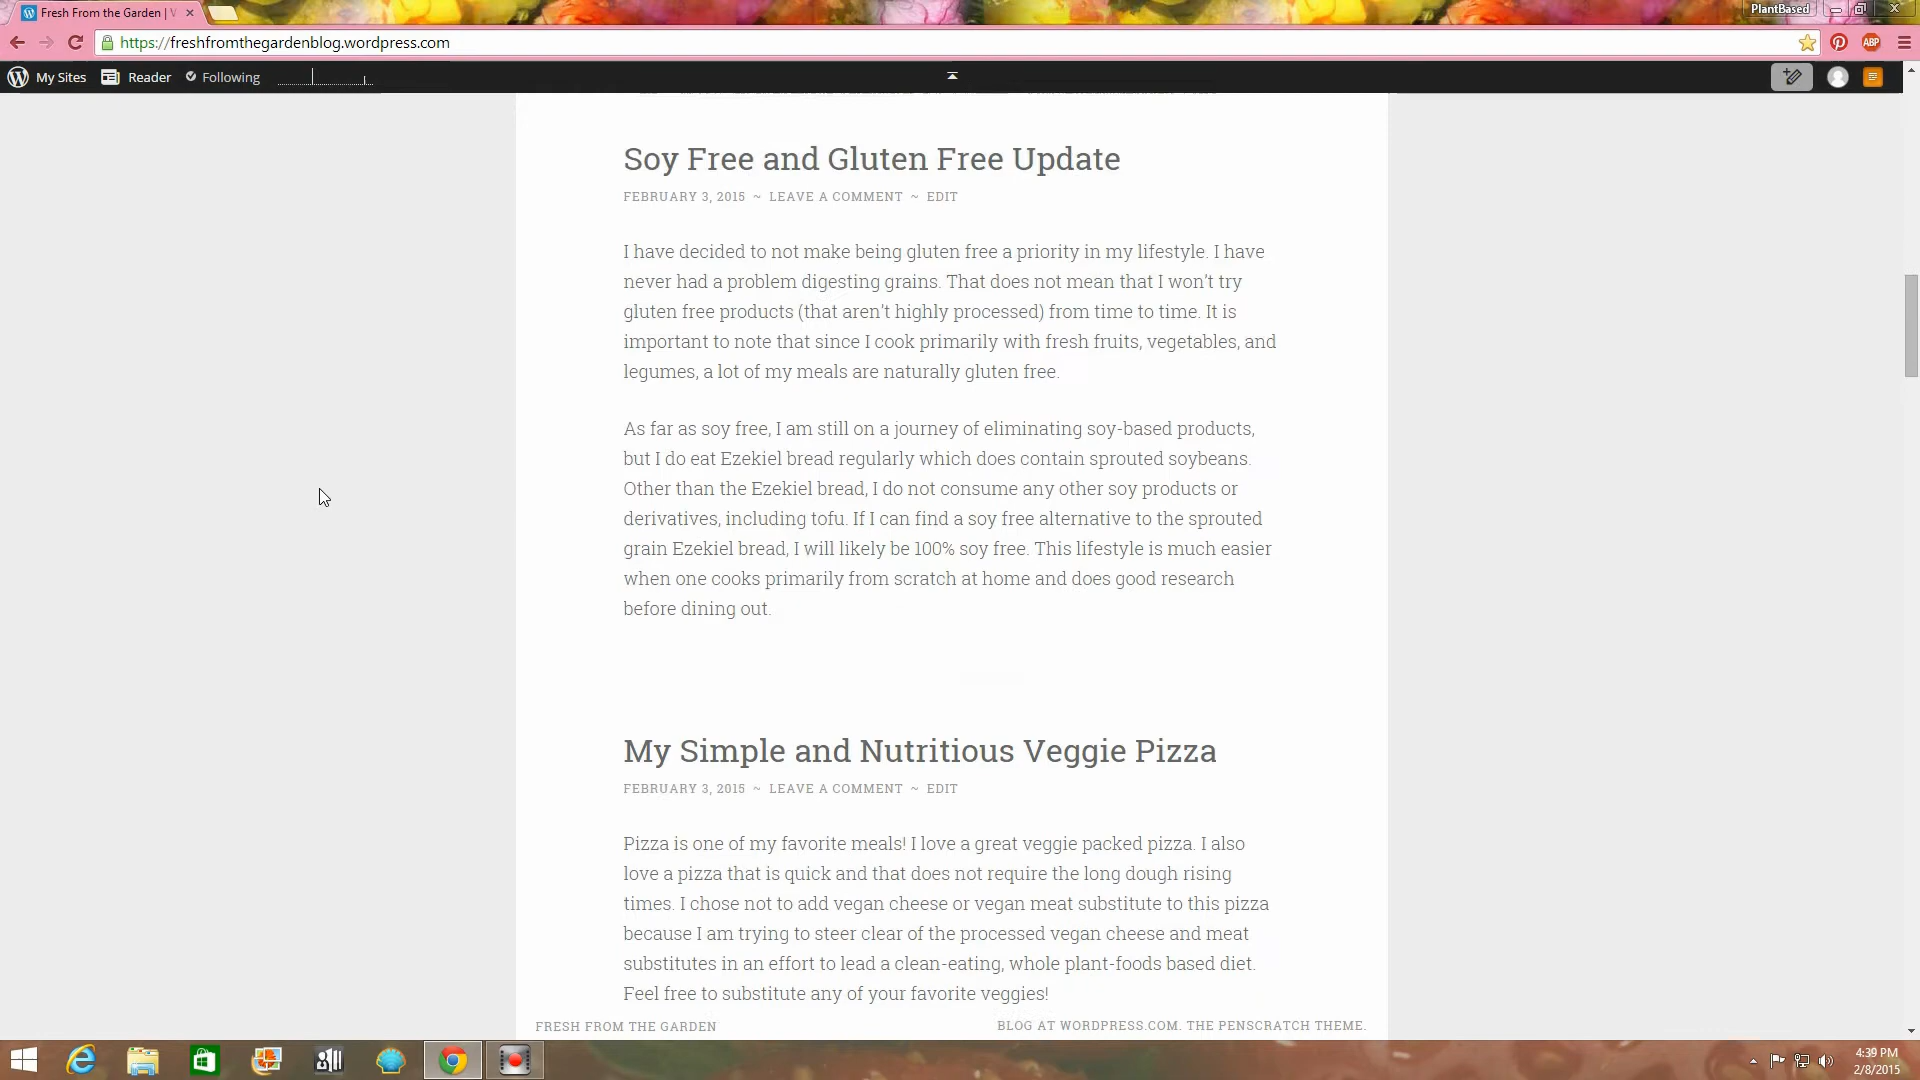 Fresh From the Garden | V
PlantBased
https://freshfromthegardenblog.wordpress.com
ABP
My Sites
Reader
Following
Soy Free and Gluten Free Update
FEBRUARY 3, 2015 ~ LEAVE A COMMENT ~ EDIT
I have decided to not make being gluten free a priority in my lifestyle. I have
never had a problem digesting grains. That does not mean that I won’t try
gluten free products (that aren’t highly processed) from time to time. It is
important to note that since I cook primarily with fresh fruits, vegetables, and
legumes, a lot of my meals are naturally gluten free.
As far as soy free, I am still on a journey of eliminating soy-based products,
but I do eat Ezekiel bread regularly which does contain sprouted soybeans.
Other than the Ezekiel bread, I do not consume any other soy products or
derivatives, including tofu. If I can find a soy free alternative to the sprouted
grain Ezekiel bread, I will likely be 100% soy free. This lifestyle is much easier
when one cooks primarily from scratch at home and does good research
before dining out.
My Simple and Nutritious Veggie Pizza
FEBRUARY 3, 2015 ~ LEAVE A COMMENT ~ EDIT
Pizza is one of my favorite meals! I love a great veggie packed pizza. I also
love a pizza that is quick and that does not require the long dough rising
times. I chose not to add vegan cheese or vegan meat substitute to this pizza
because I am trying to steer clear of the processed vegan cheese and meat
substitutes in an effort to lead a clean-eating, whole plant-foods based diet.
Feel free to substitute any of your favorite veggies!
FRESH FROM THE GARDEN
BLOG AT WORDPRESS.COM. THE PENSCRATCH THEME.
4:39 PM
2/8/2015